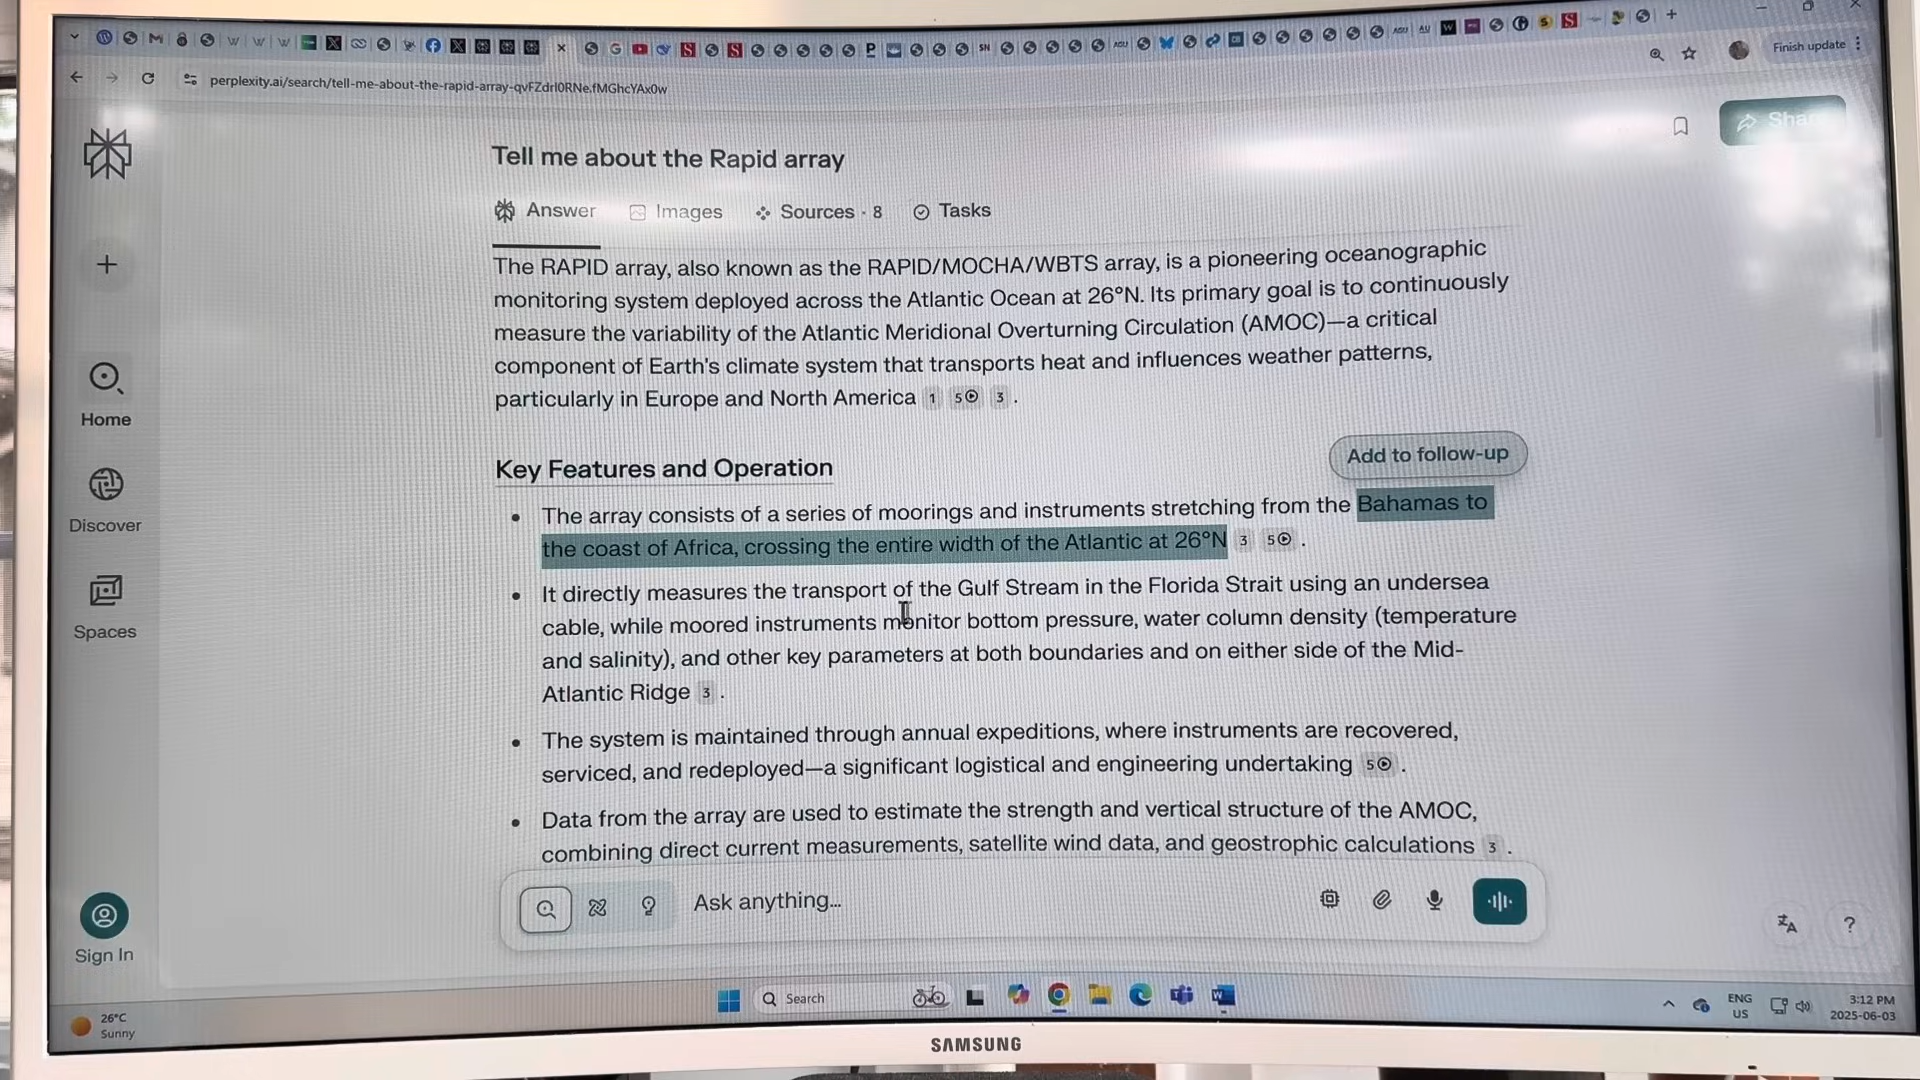 perplexity.ai/search/tell-me-about-the-rapid-array-qvFZdrI0RNe.fMGhcYAx0w
Finish update
Share
Tell me about the Rapid array
Answer
Images
Sources · 8
Tasks
The RAPID array, also known as the RAPID/MOCHA/WBTS array, is a pioneering oceanographic
monitoring system deployed across the Atlantic Ocean at 26°N. Its primary goal is to continuously
measure the variability of the Atlantic Meridional Overturning Circulation (AMOC)—a critical
component of Earth's climate system that transports heat and influences weather patterns,
particularly in Europe and North America 1 5 3 .
Key Features and Operation
Add to follow-up
• The array consists of a series of moorings and instruments stretching from the Bahamas to
the coast of Africa, crossing the entire width of the Atlantic at 26°N 3 5 .
• It directly measures the transport of the Gulf Stream in the Florida Strait using an undersea
cable, while moored instruments monitor bottom pressure, water column density (temperature
and salinity), and other key parameters at both boundaries and on either side of the Mid-
Atlantic Ridge 3 .
• The system is maintained through annual expeditions, where instruments are recovered,
serviced, and redeployed—a significant logistical and engineering undertaking 5 .
• Data from the array are used to estimate the strength and vertical structure of the AMOC,
combining direct current measurements, satellite wind data, and geostrophic calculations 3 .
Ask anything...
Home
Discover
Spaces
Sign In
26°C
Sunny
Search
ENG
US
3:12 PM
2025-06-03
SAMSUNG